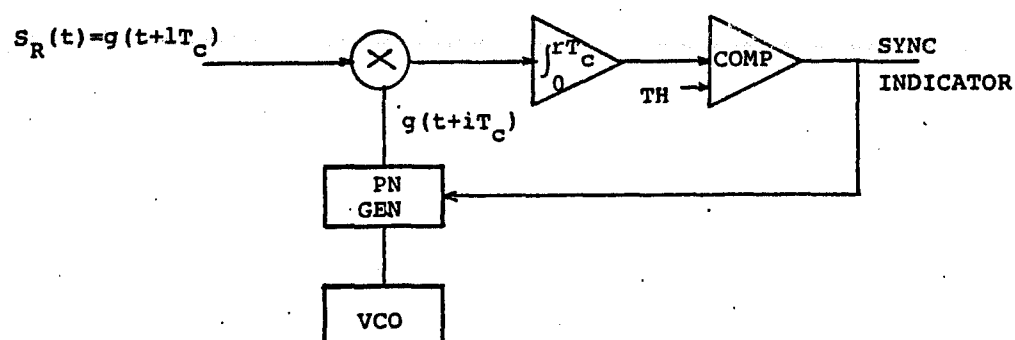 S_R(t)=g(t+lT_c)
×
∫_0^rT_c
COMP
SYNC
INDICATOR
TH
g(t+iT_c)
PN
GEN
VCO